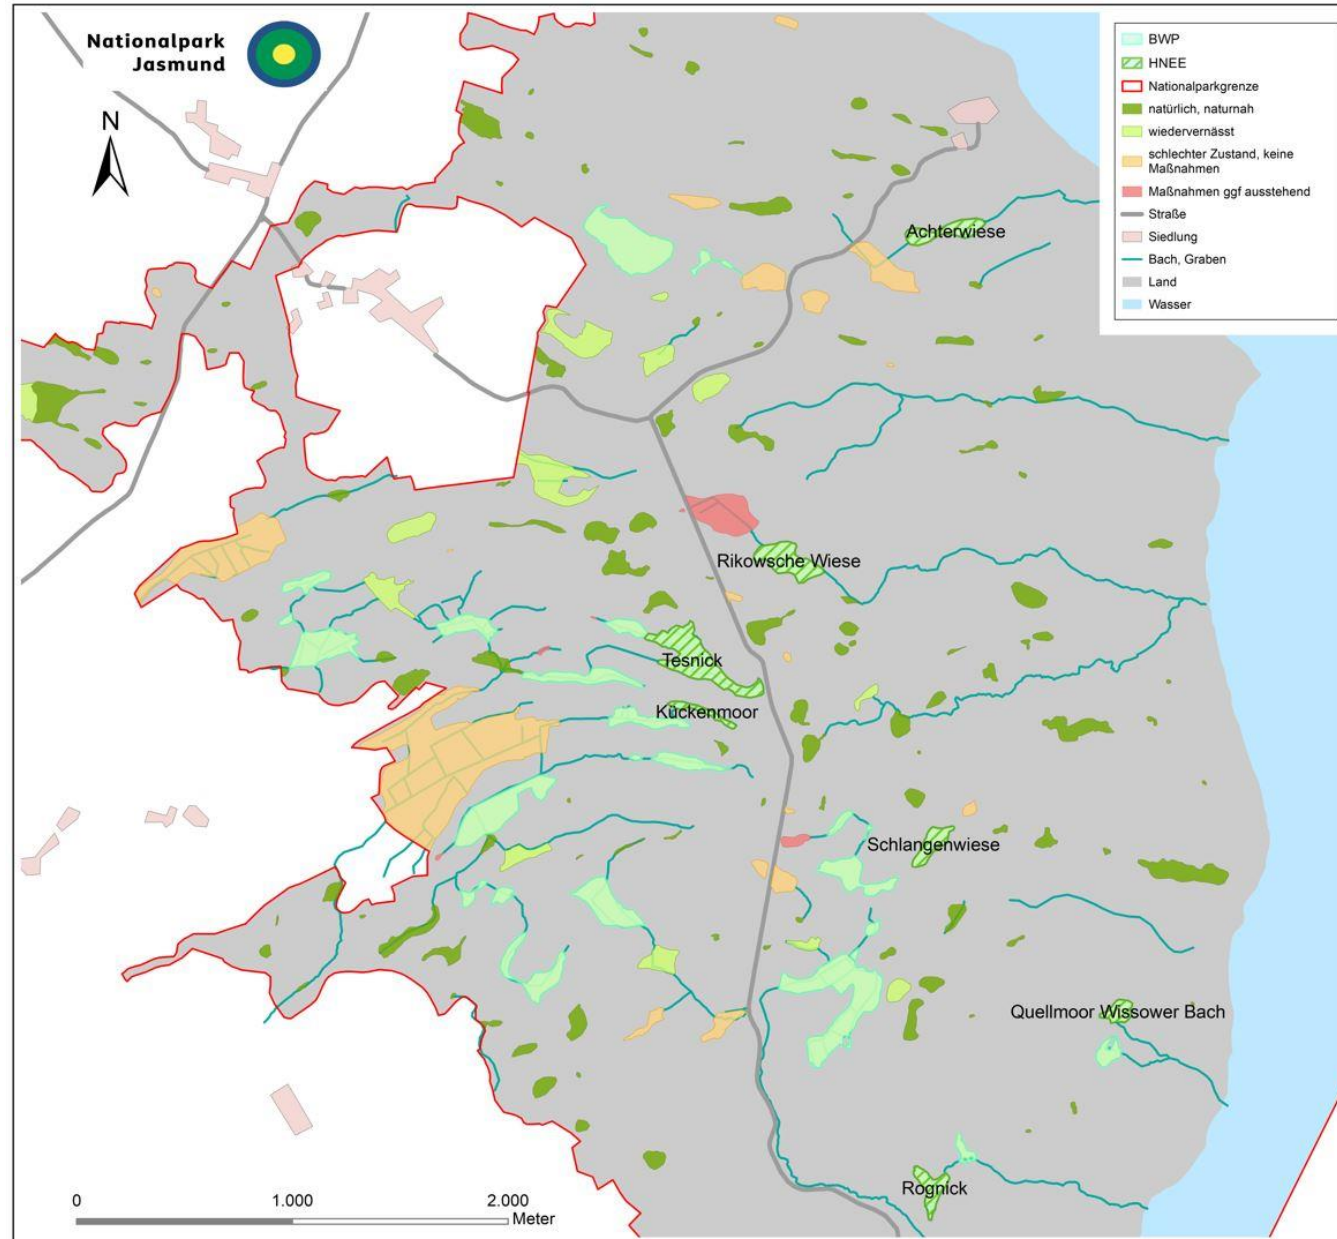 Nationalpark
Jasmund
N
BWP
HNEE
Nationalparkgrenze
natürlich, naturnah
wiedervernässt
schlechter Zustand, keine
Maßnahmen
Maßnahmen ggf ausstehend
Straße
Siedlung
Bach, Graben
Land
Wasser
Achterwiese
Rikowsche Wiese
Tesnick
Kückenmoor
Schlangenwiese
Quellmoor Wissower Bach
Rognick
0 1.000 2.000
Meter